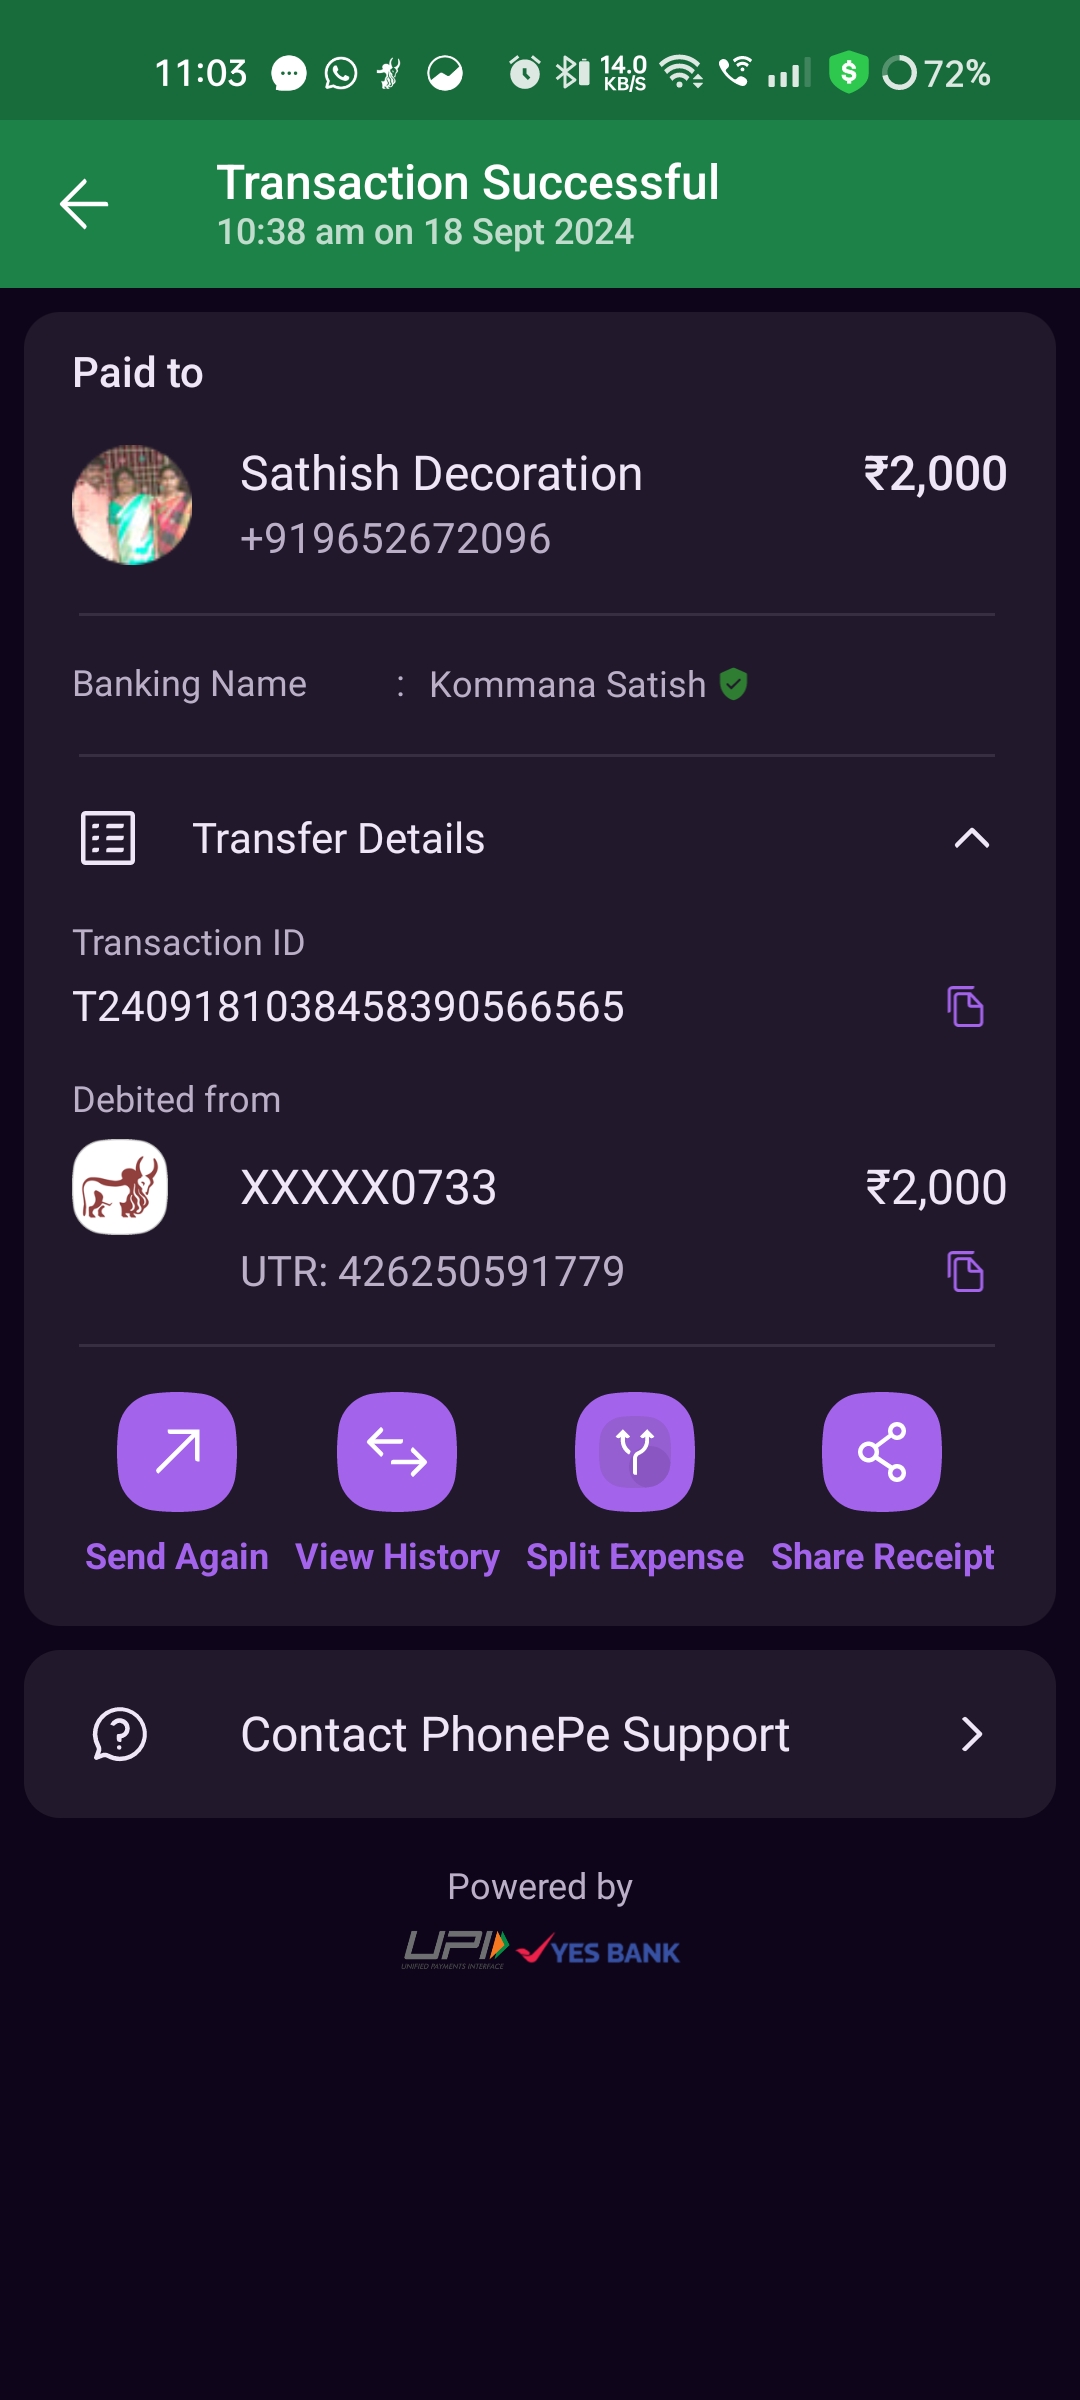 11:03 14.0 KB/S 72%
Transaction Successful
10:38 am on 18 Sept 2024
Paid to
Sathish Decoration ₹2,000
+919652672096
Banking Name : Kommana Satish
Transfer Details
Transaction ID
T2409181038458390566565
Debited from
XXXXX0733 ₹2,000
UTR: 426250591779
Send Again View History Split Expense Share Receipt
Contact PhonePe Support
Powered by
UPI YES BANK
UNIFIED PAYMENTS INTERFACE